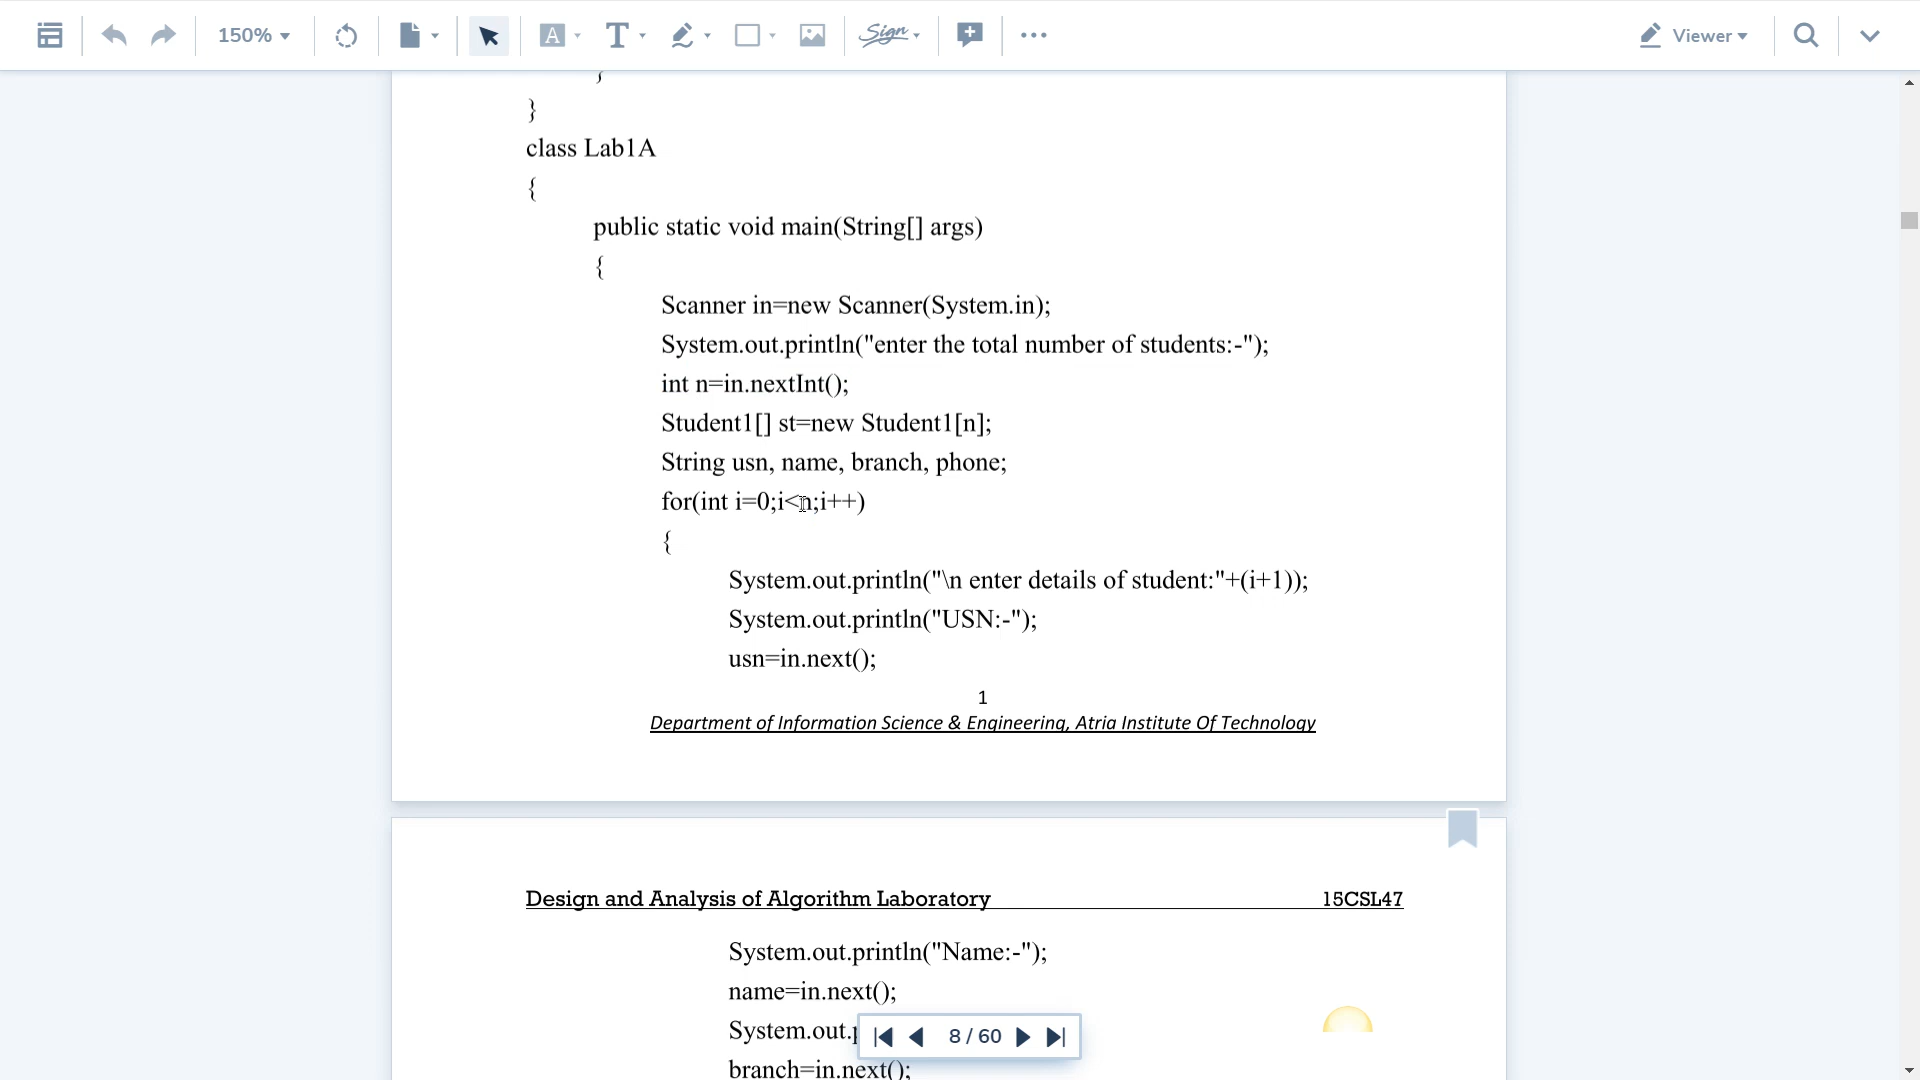 150%
A
T
Sign
Viewer
}
}
class Lab1A
{
public static void main(String[] args)
{
Scanner in=new Scanner(System.in);
System.out.println("enter the total number of students:-");
int n=in.nextInt();
Student1[] st=new Student1[n];
String usn, name, branch, phone;
for(int i=0;i<n;i++)
{
System.out.println("\n enter details of student:"+(i+1));
System.out.println("USN:-");
usn=in.next();
1
Department of Information Science & Engineering, Atria Institute Of Technology
Design and Analysis of Algorithm Laboratory 15CSL47
System.out.println("Name:-");
name=in.next();
System.out.
8 / 60
branch=in.next();